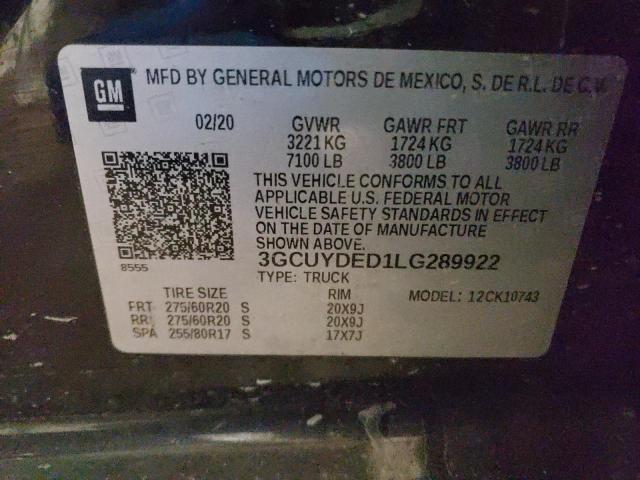 GM MFD BY GENERAL MOTORS DE MEXICO, S. DE R.L. DE C.V.
02/20 GVWR GAWR FRT GAWR RR
3221 KG 1724 KG 1724 KG
7100 LB 3800 LB 3800 LB
THIS VEHICLE CONFORMS TO ALL
APPLICABLE U.S. FEDERAL MOTOR
VEHICLE SAFETY STANDARDS IN EFFECT
ON THE DATE OF MANUFACTURE
SHOWN ABOVE.
8555 3GCUYDED1LG289922
TYPE: TRUCK
TIRE SIZE RIM MODEL: 12CK10743
FRT 275/60R20 S 20X9J
RR 275/60R20 S 20X9J
SPA 255/80R17 S 17X7J